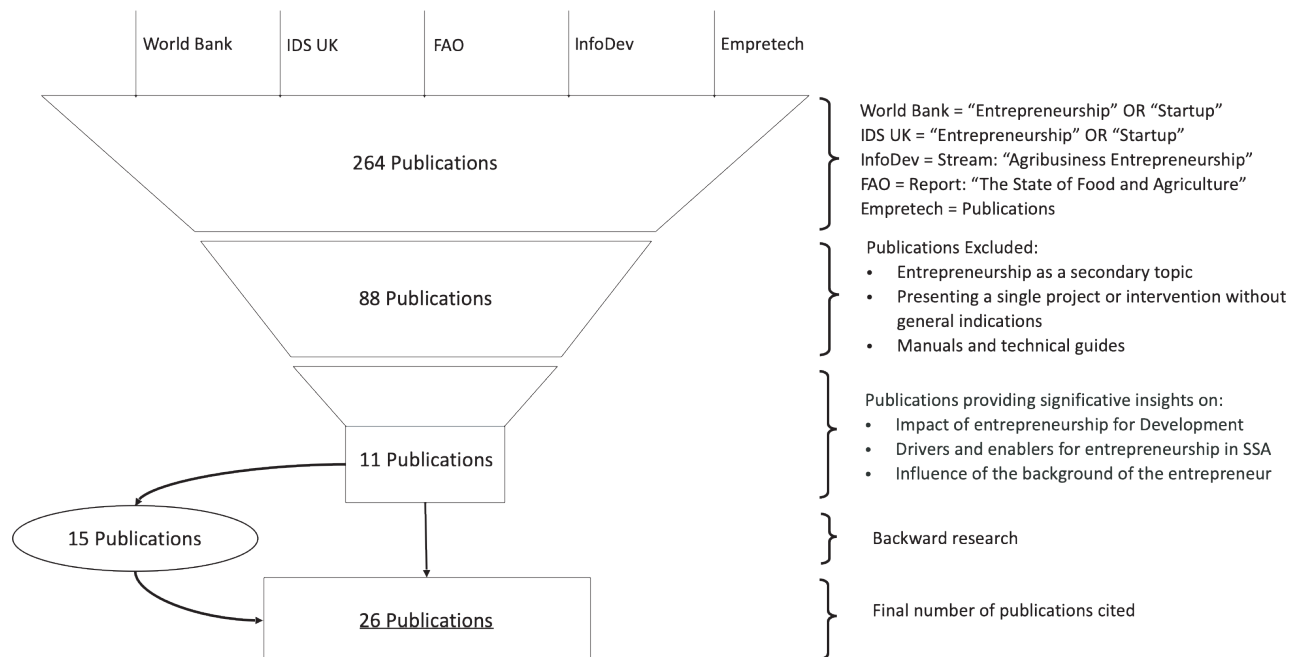 World Bank
IDS UK
FAO
InfoDev
Empretech
264 Publications
World Bank = “Entrepreneurship” OR “Startup”
IDS UK = “Entrepreneurship” OR “Startup”
InfoDev = Stream: “Agribusiness Entrepreneurship”
FAO = Report: “The State of Food and Agriculture”
Empretech = Publications
88 Publications
Publications Excluded:
• Entrepreneurship as a secondary topic
• Presenting a single project or intervention without
general indications
• Manuals and technical guides
11 Publications
Publications providing significative insights on:
• Impact of entrepreneurship for Development
• Drivers and enablers for entrepreneurship in SSA
• Influence of the background of the entrepreneur
15 Publications
Backward research
26 Publications
Final number of publications cited